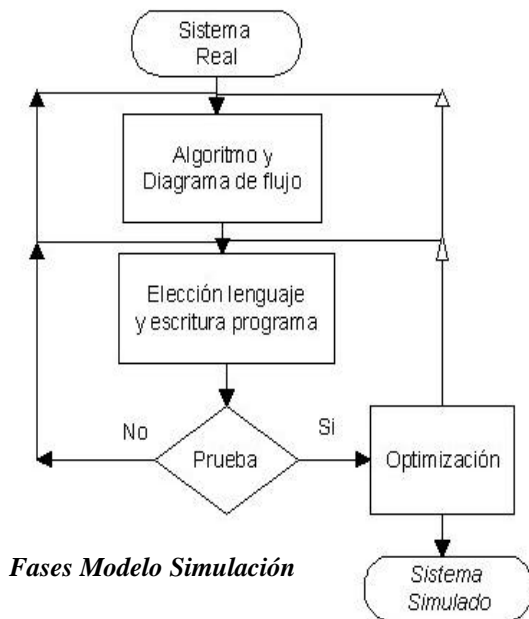 Sistema
Real
Algoritmo y
Diagrama de flujo
Elección lenguaje
y escritura programa
No
Si
Prueba
Optimización
Fases Modelo Simulación
Sistema
Simulado